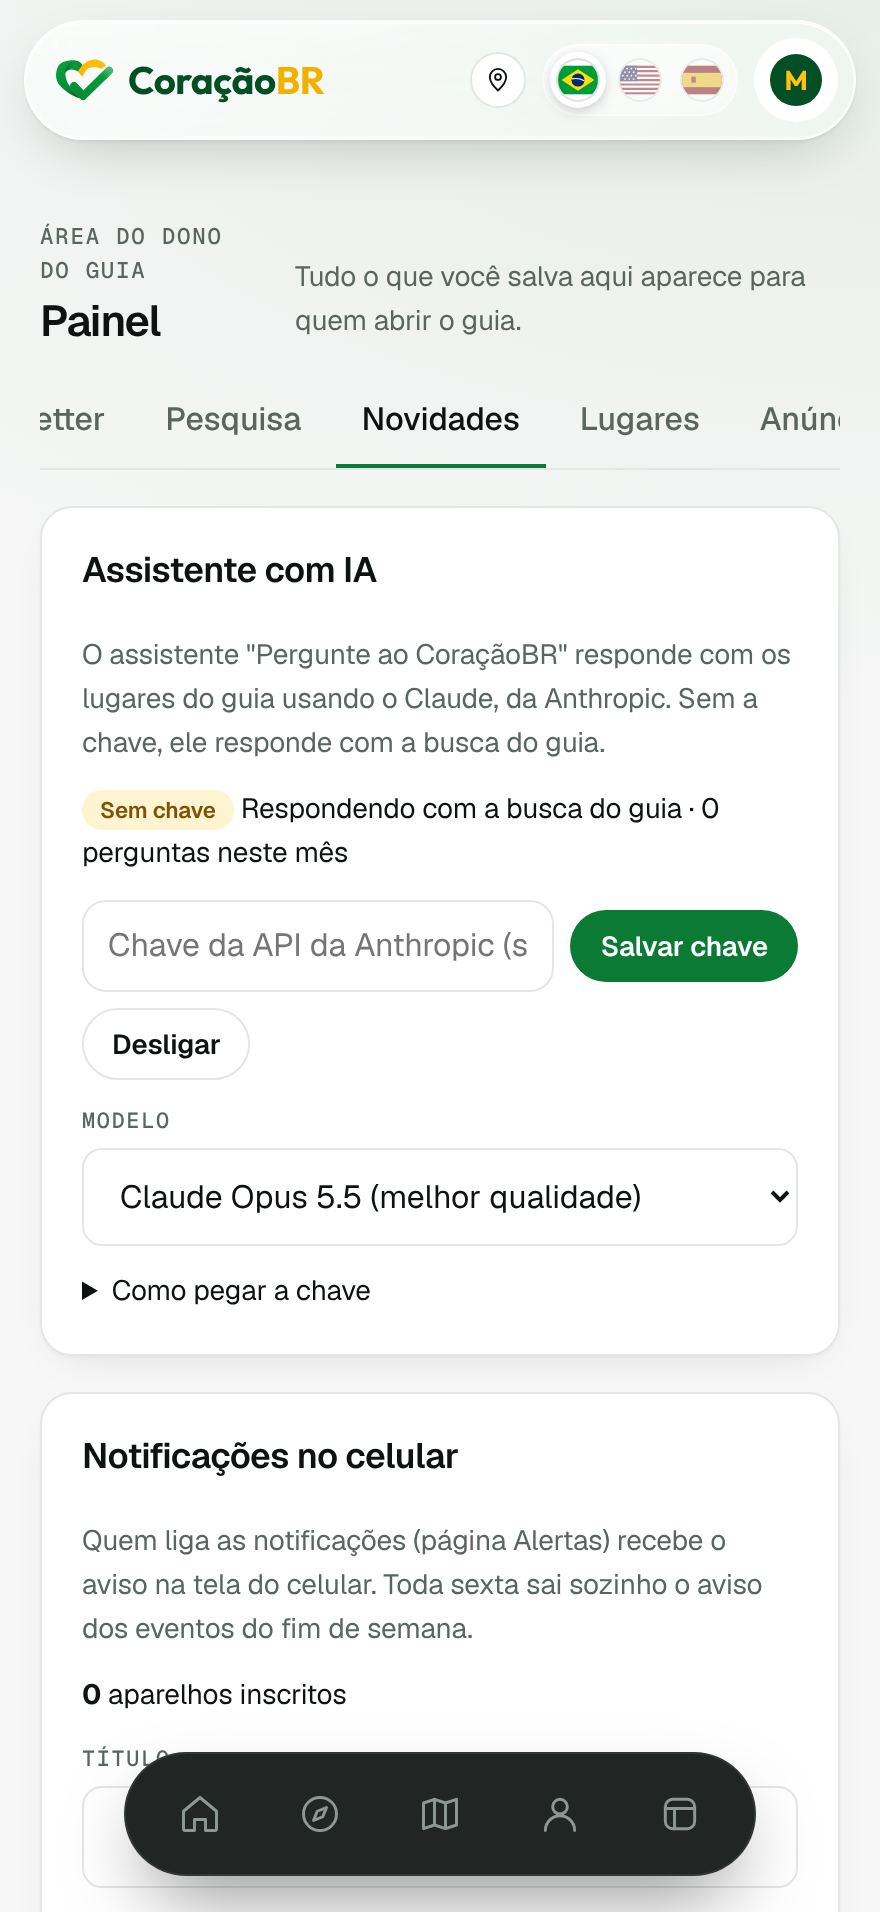 CoraçãoBR
M
ÁREA DO DONO
DO GUIA
Painel
Tudo o que você salva aqui aparece para
quem abrir o guia.
etter Pesquisa Novidades Lugares Anúnc
Assistente com IA
O assistente "Pergunte ao CoraçãoBR" responde com os
lugares do guia usando o Claude, da Anthropic. Sem a
chave, ele responde com a busca do guia.
Sem chave Respondendo com a busca do guia · 0
perguntas neste mês
Chave da API da Anthropic (s
Salvar chave
Desligar
MODELO
Claude Opus 5.5 (melhor qualidade)
Como pegar a chave
Notificações no celular
Quem liga as notificações (página Alertas) recebe o
aviso na tela do celular. Toda sexta sai sozinho o aviso
dos eventos do fim de semana.
0 aparelhos inscritos
TÍTULO